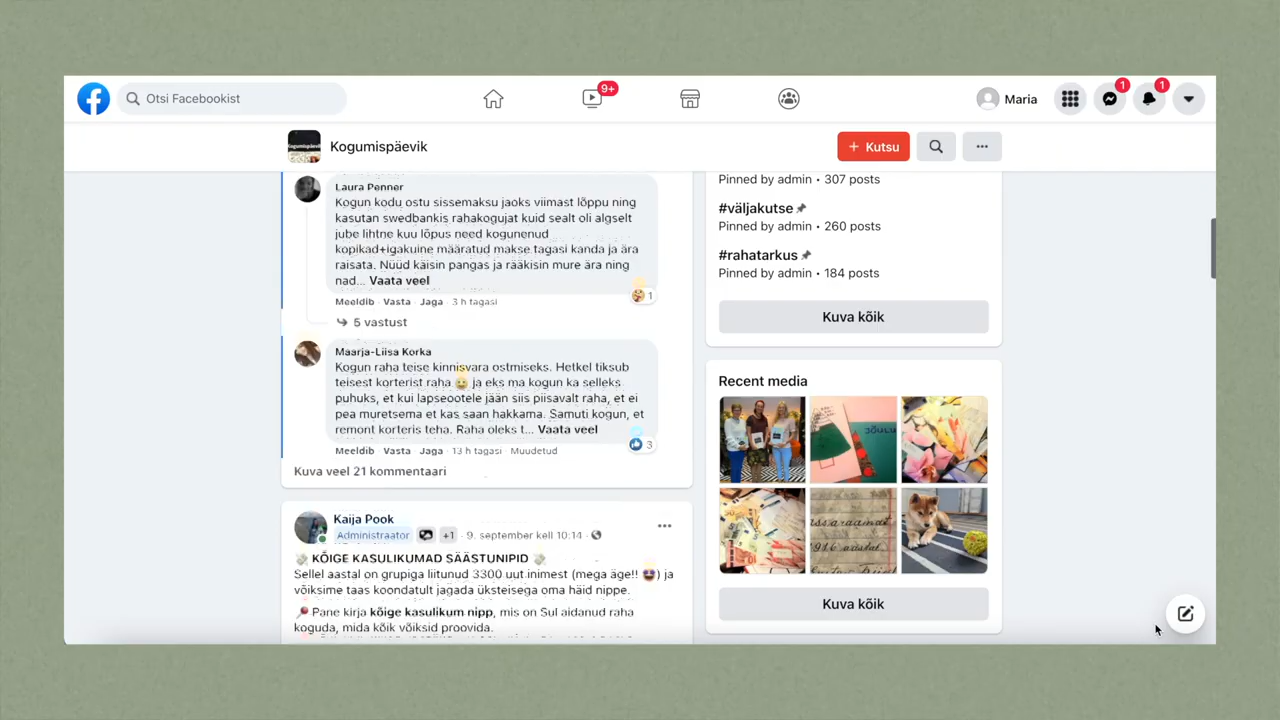 Otsi Facebookist
9+
Maria
1
1
Kogumispäevik
+ Kutsu
Laura Penner
Kogun kodu ostu sissemaksu jaoks viimast lõppu ning
kasutan swedbankis rahakogujat kuid sealt oli algselt
jube lihtne kuu lõpus need kogunenud
kopikad+igakuine määratud makse tagasi kanda ja ära
raisata. Nüüd käisin pangas ja rääkisin mure ära ning
nad... Vaata veel
1
Meeldib · Vasta · Jaga · 3 h tagasi
5 vastust
Maarja-Liisa Korka
Kogun raha teise kinnisvara ostmiseks. Hetkel tiksub
teisest korterist raha 😀 ja eks ma kogun ka selleks
puhuks, et kui lapseootele jään siis piisavalt raha, et ei
pea muretsema et kas saan hakkama. Samuti kogun, et
remont korteris teha. Raha oleks t... Vaata veel
3
Meeldib · Vasta · Jaga · 13 h tagasi · Muudetud
Kuva veel 21 kommentaari
Kaija Pook
Administraator +1 · 9. september kell 10:14 ·
💸 KÕIGE KASULIKUMAD SÄÄSTUNIPID 💸
Sellel aastal on grupiga liitunud 3300 uut inimest (mega äge!! 🤩) ja
võiksime taas koondatult jagada üksteisega oma häid nippe.
📍 Pane kirja kõige kasulikum nipp, mis on Sul aidanud raha
koguda, mida kõik võiksid proovida.
Pinned by admin • 307 posts
#väljakutse
Pinned by admin • 260 posts
#rahatarkus
Pinned by admin • 184 posts
Kuva kõik
Recent media
JÕULU
Kuva kõik